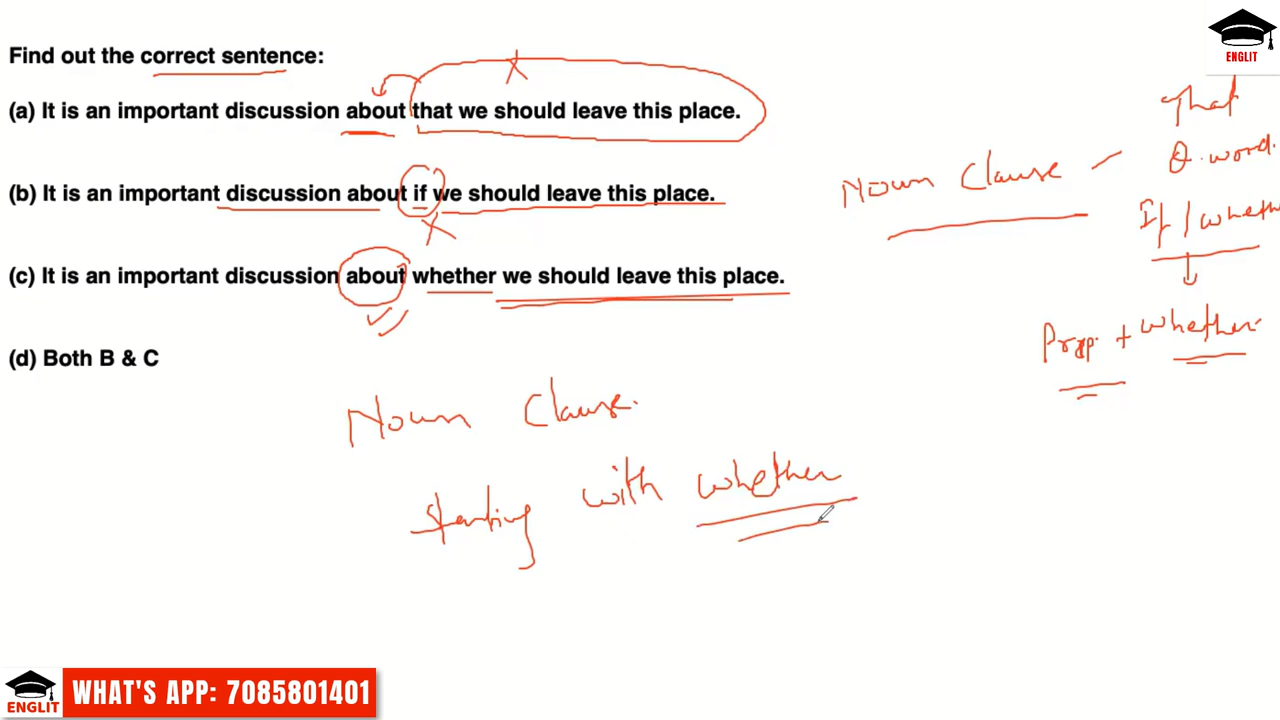 ENGLIT
Find out the correct sentence:
(a) It is an important discussion about that we should leave this place.
(b) It is an important discussion about if we should leave this place.
(c) It is an important discussion about whether we should leave this place.
(d) Both B & C
That
Noun Clause - Q. word.
If / wheth
Prep. + whether
Noun Clause.
starting with whether
ENGLIT
WHAT'S APP: 7085801401